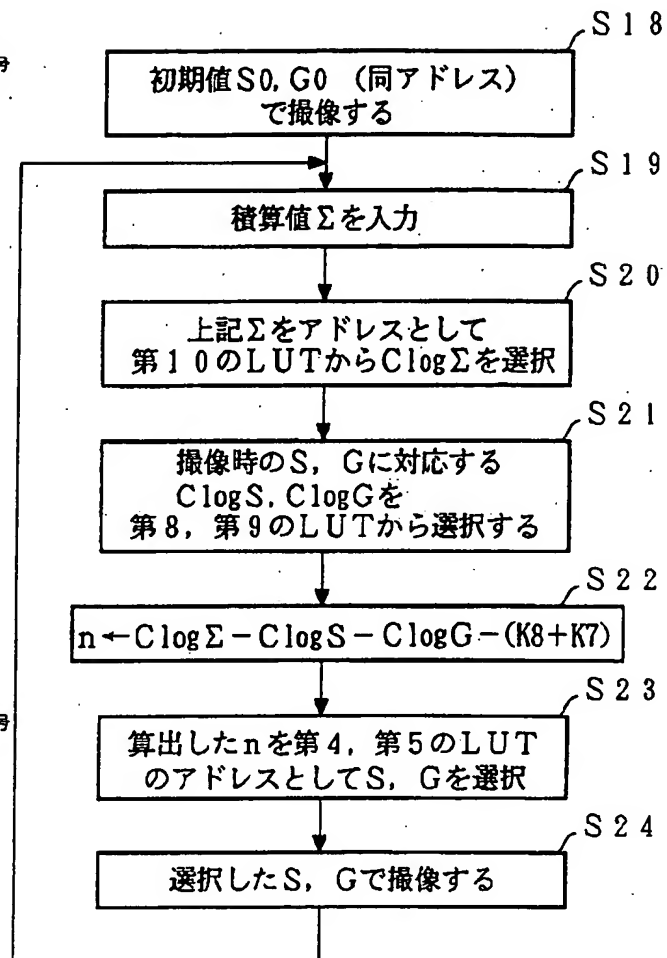 S18
号
初期値S0, G0 (同アドレス)
で撮像する
S19
積算値Σを入力
S20
上記Σをアドレスとして
第10のLUTからClogΣを選択
S21
撮像時のS, Gに対応する
ClogS, ClogGを
第8, 第9のLUTから選択する
S22
n←ClogΣ-ClogS-ClogG-(K8+K7)
S23
号
算出したnを第4, 第5のLUT
のアドレスとしてS, Gを選択
S24
選択したS, Gで撮像する